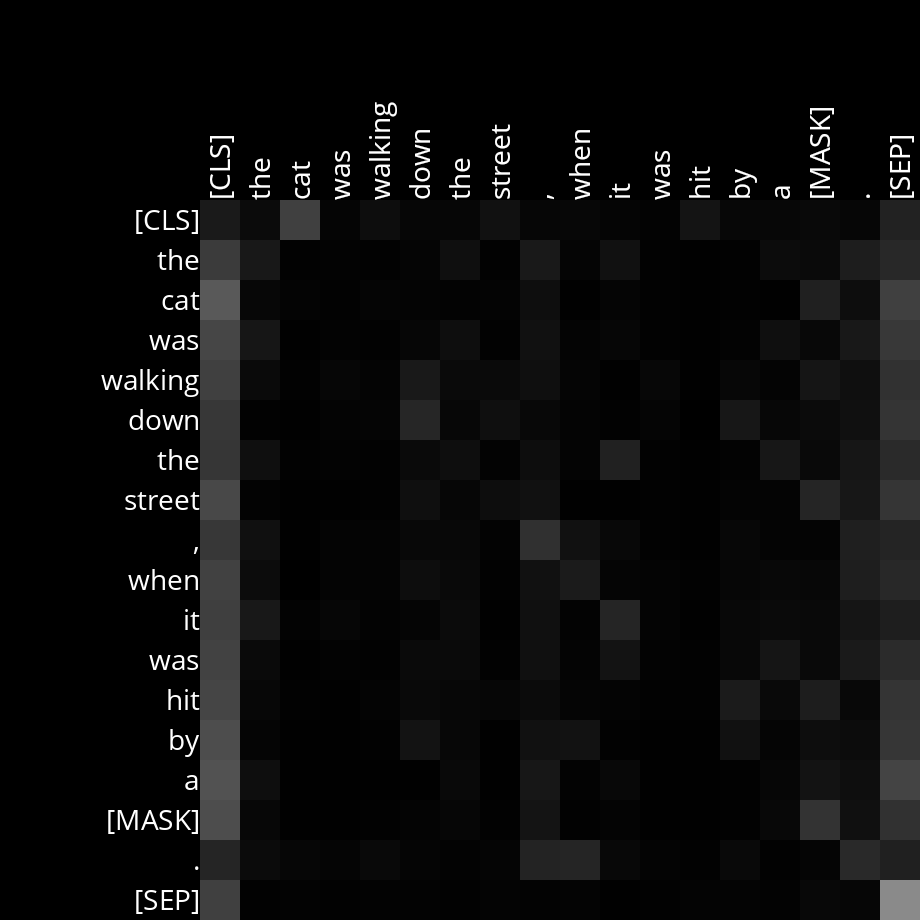 [CLS] the cat was walking down the street , when it was hit by a [MASK] . [SEP]
[CLS]
the
cat
was
walking
down
the
street
,
when
it
was
hit
by
a
[MASK]
.
[SEP]